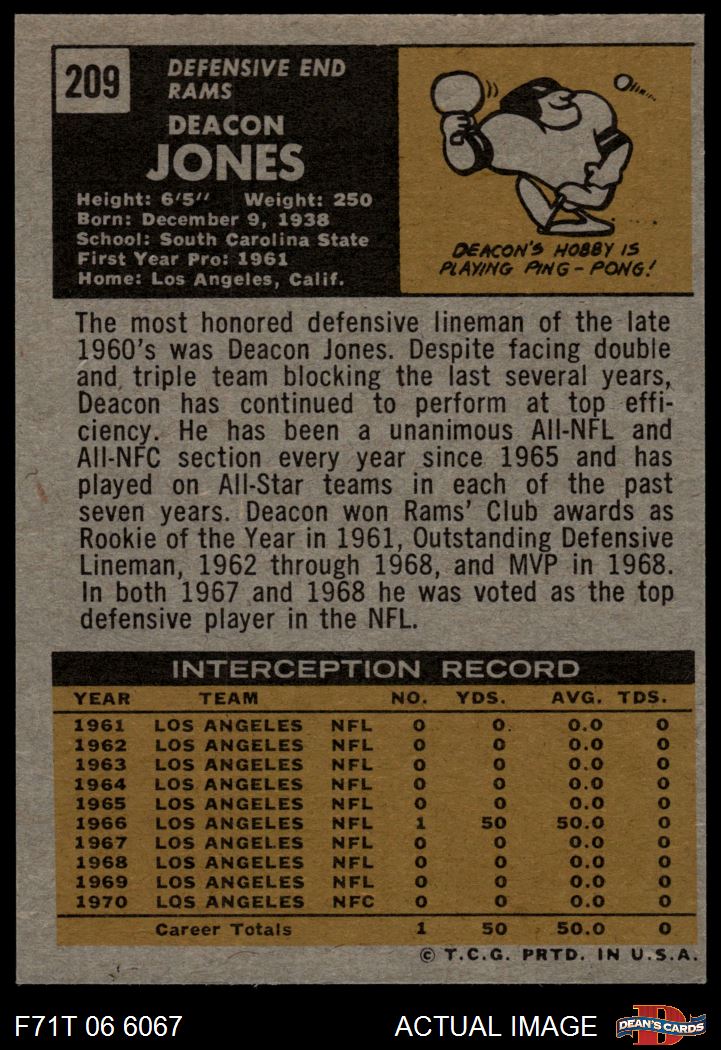 209
DEFENSIVE END
RAMS
DEACON
JONES
Height: 6'5" Weight: 250
Born: December 9, 1938
School: South Carolina State
First Year Pro: 1961
Home: Los Angeles, Calif.
DEACON'S HOBBY IS
PLAYING PING-PONG!
The most honored defensive lineman of the late
1960's was Deacon Jones. Despite facing double
and triple team blocking the last several years,
Deacon has continued to perform at top effi-
ciency. He has been a unanimous All-NFL and
All-NFC section every year since 1965 and has
played on All-Star teams in each of the past
seven years. Deacon won Rams' Club awards as
Rookie of the Year in 1961, Outstanding Defensive
Lineman, 1962 through 1968, and MVP in 1968.
In both 1967 and 1968 he was voted as the top
defensive player in the NFL.
INTERCEPTION RECORD
YEAR TEAM NO. YDS. AVG. TDS.
1961 LOS ANGELES NFL 0 0 0.0 0
1962 LOS ANGELES NFL 0 0 0.0 0
1963 LOS ANGELES NFL 0 0 0.0 0
1964 LOS ANGELES NFL 0 0 0.0 0
1965 LOS ANGELES NFL 0 0 0.0 0
1966 LOS ANGELES NFL 1 50 50.0 0
1967 LOS ANGELES NFL 0 0 0.0 0
1968 LOS ANGELES NFL 0 0 0.0 0
1969 LOS ANGELES NFL 0 0 0.0 0
1970 LOS ANGELES NFC 0 0 0.0 0
Career Totals 1 50 50.0 0
© T.C.G. PRTD. IN U.S.A.
F71T 06 6067 ACTUAL IMAGE
D
DEAN'S CARDS